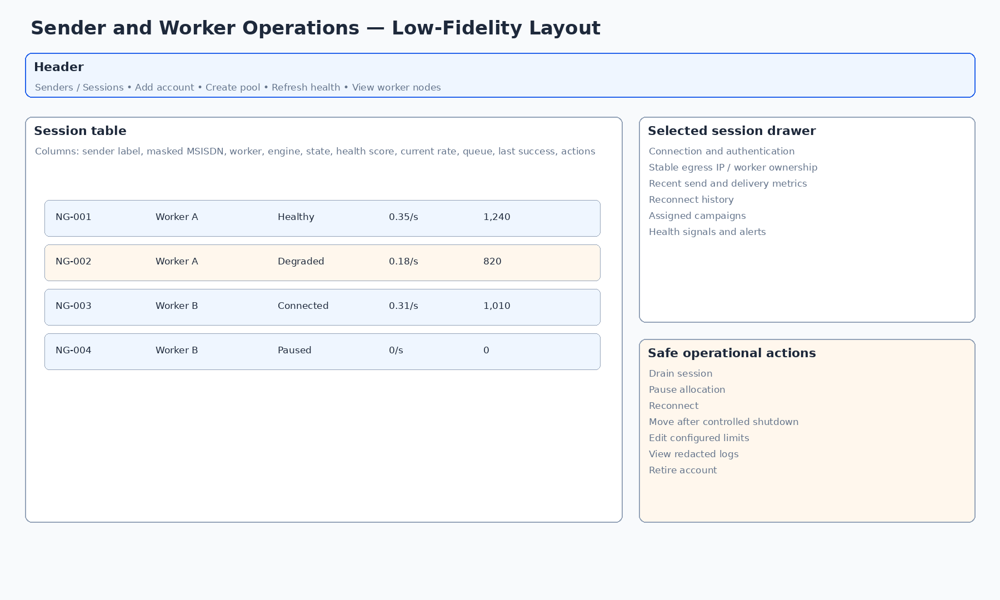 Sender and Worker Operations — Low-Fidelity Layout
Header
Senders / Sessions • Add account • Create pool • Refresh health • View worker nodes
Session table
Columns: sender label, masked MSISDN, worker, engine, state, health score, current rate, queue, last success, actions
NG-001 Worker A Healthy 0.35/s 1,240
NG-002 Worker A Degraded 0.18/s 820
NG-003 Worker B Connected 0.31/s 1,010
NG-004 Worker B Paused 0/s 0
Selected session drawer
Connection and authentication
Stable egress IP / worker ownership
Recent send and delivery metrics
Reconnect history
Assigned campaigns
Health signals and alerts
Safe operational actions
Drain session
Pause allocation
Reconnect
Move after controlled shutdown
Edit configured limits
View redacted logs
Retire account